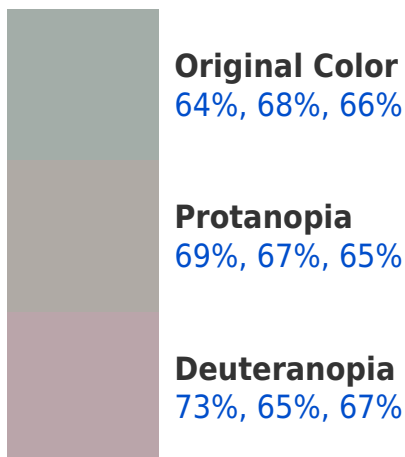 Original Color
64%, 68%, 66%
Protanopia
69%, 67%, 65%
Deuteranopia
73%, 65%, 67%